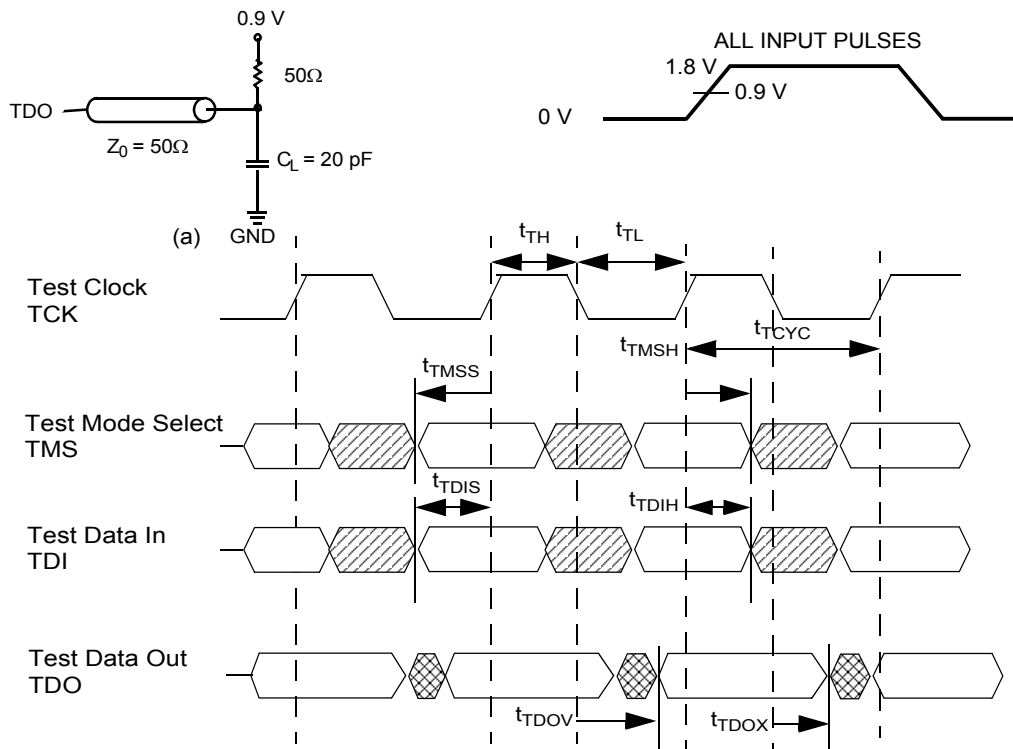 0.9 V
ALL INPUT PULSES
50Ω
1.8 V
0.9 V
TDO
0 V
Z0 = 50Ω
CL = 20 pF
(a)
GND
tTH
tTL
Test Clock
TCK
tTMSH
tTCYC
tTMSS
Test Mode Select
TMS
tTDIS
tTDIH
Test Data In
TDI
Test Data Out
TDO
tTDOV
tTDOX